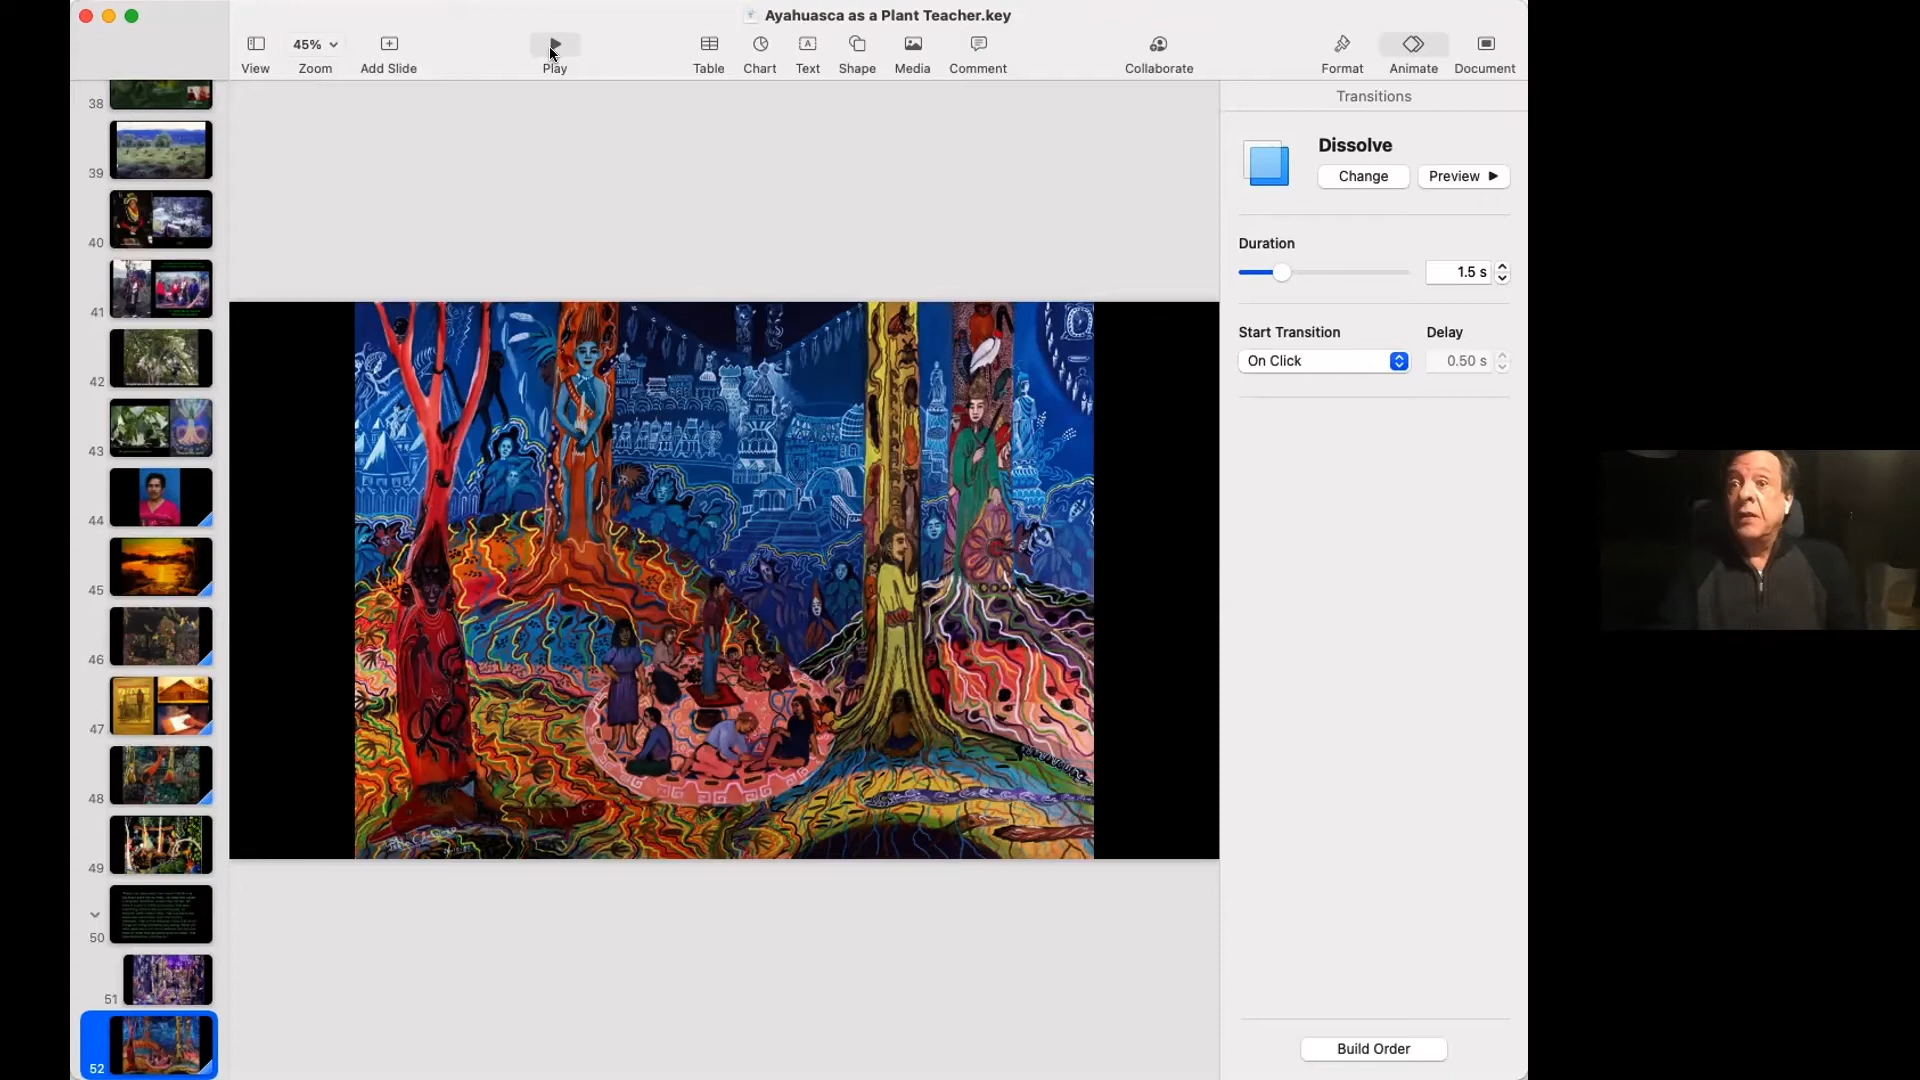 Ayahuasca as a Plant Teacher.key
45%
View
Zoom
Add Slide
Play
Table
Chart
Text
Shape
Media
Comment
Collaborate
Format
Animate
Document
Transitions
Dissolve
Change
Preview
Duration
1.5 s
Start Transition
Delay
On Click
0.50 s
Build Order
38
39
40
41
42
43
44
45
46
47
48
49
50
51
52